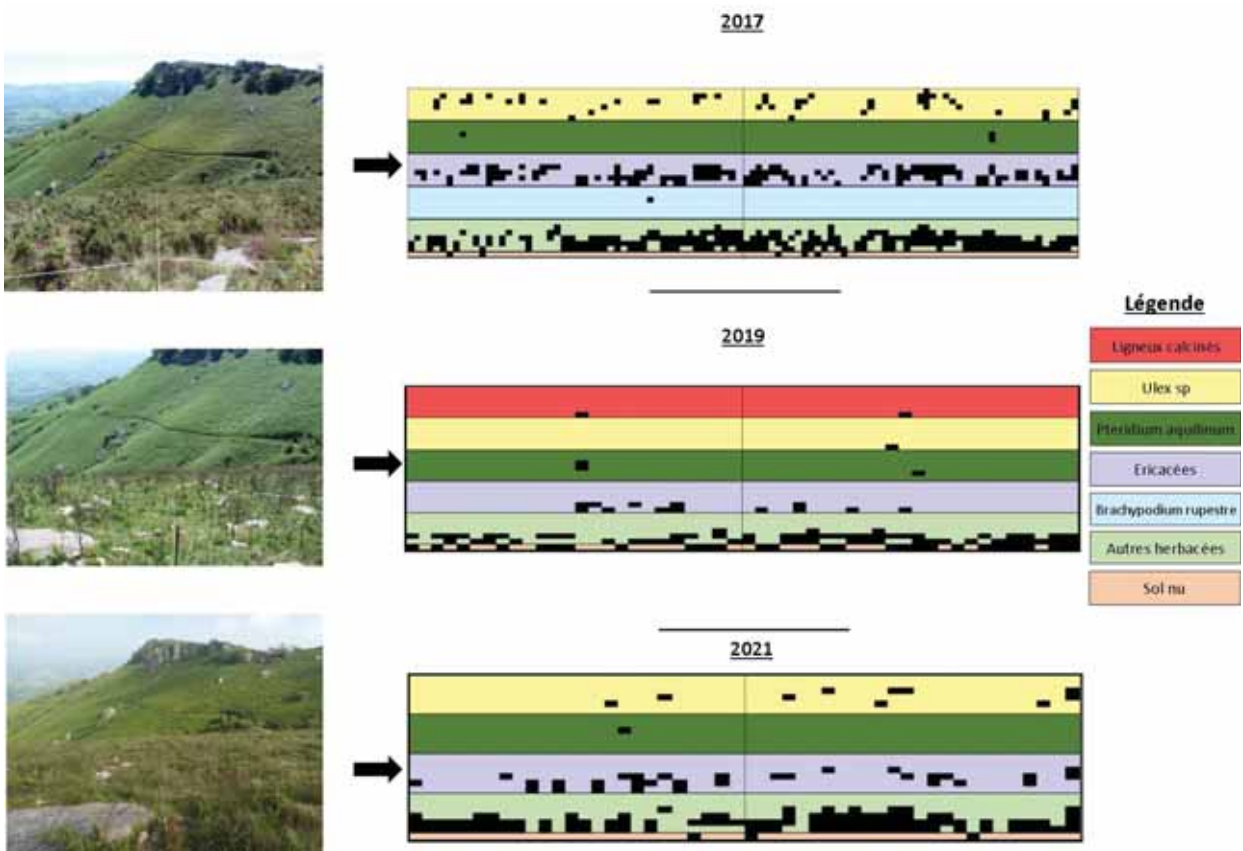 2017
2019
Légende
Ligneux calcinés
Ulex sp
Pteridium aquilinum
Ericacées
Brachypodium rupestre
Autres herbacées
Sol nu
2021